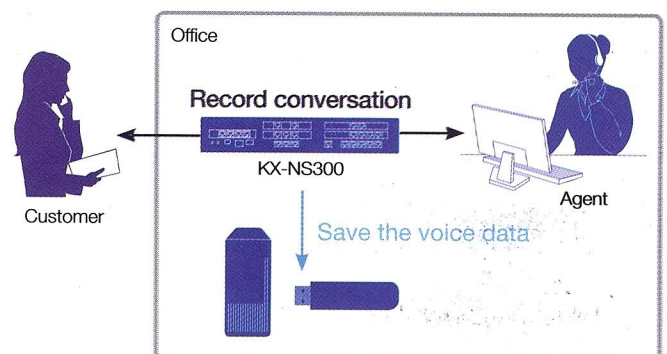 Office
Record conversation
KX-NS300
Customer
Agent
Save the voice data